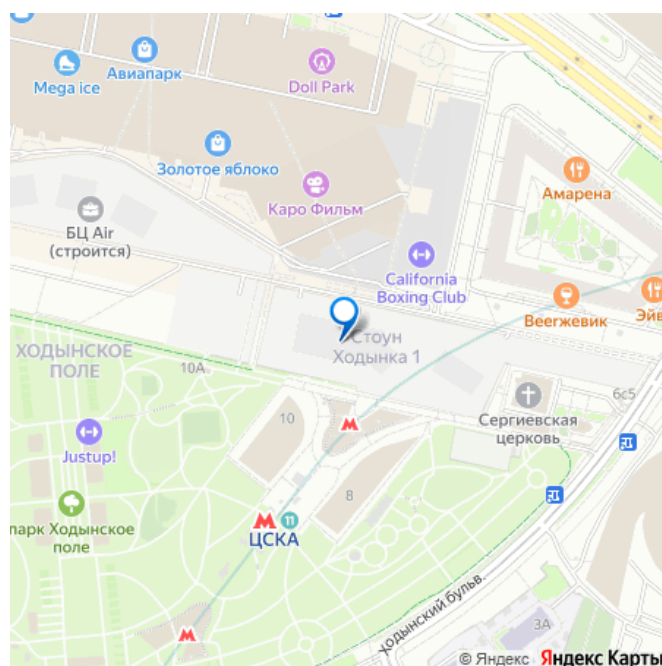 Авиапарк
Mega ice
Doll Park
Золотое яблоко
Амарена
Каро Фильм
БЦ Air
(строится)
California
Boxing Club
Веегжевик
Эйв
Стоун
Ходынка 1
ХОДЫНСКОЕ
ПОЛЕ
10А
6с5
10
Сергиевская
церковь
Justup!
8
11
ЦСКА
парк Ходынское
поле
Ходынский бульв.
3А
© Яндекс Яндекс Карты